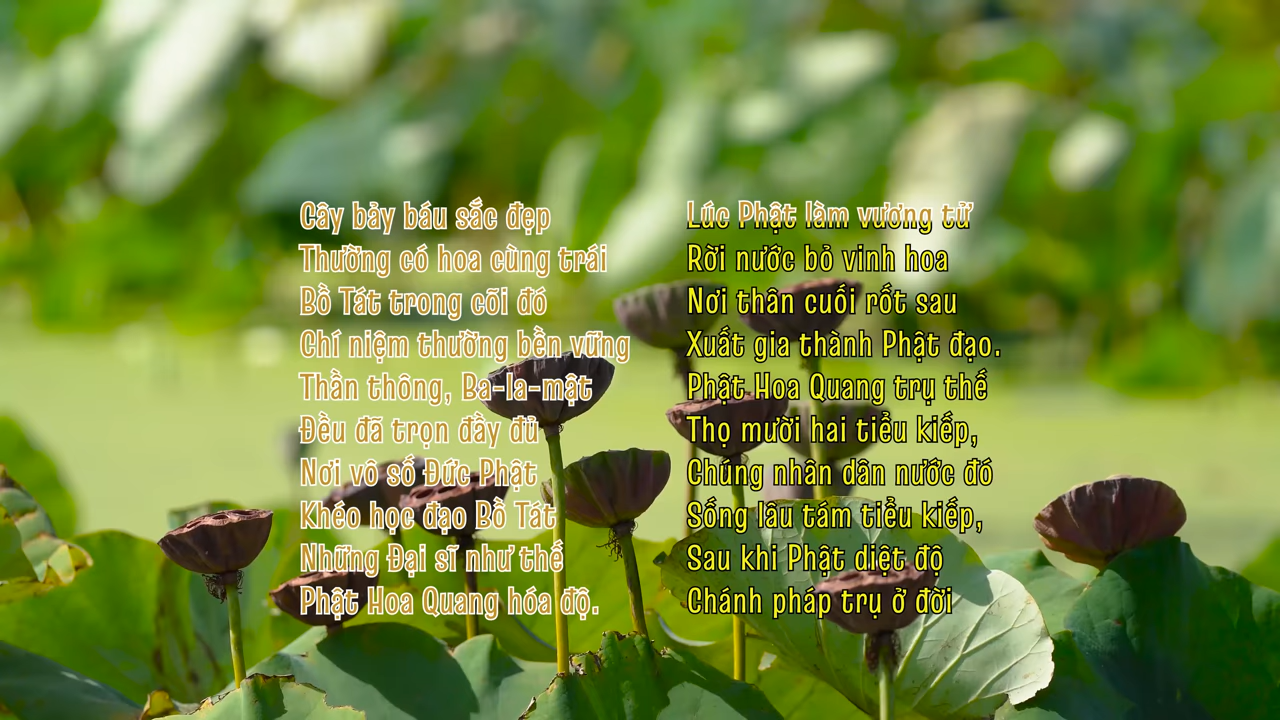 Cây bảy báu sắc đẹp
Thường có hoa cùng trái
Bồ Tát trong cõi đó
Chí niệm thường bền vững
Thần thông, Ba-la-mật
Đều đã trọn đầy đủ
Nơi vô số Đức Phật
Khéo học đạo Bồ Tát
Những Đại sĩ như thế
Phật Hoa Quang hóa độ.
Lúc Phật làm vương tử
Rời nước bỏ vinh hoa
Nơi thân cuối rốt sau
Xuất gia thành Phật đạo.
Phật Hoa Quang trụ thế
Thọ mười hai tiểu kiếp,
Chúng nhân dân nước đó
Sống lâu tám tiểu kiếp,
Sau khi Phật diệt độ
Chánh pháp trụ ở đời